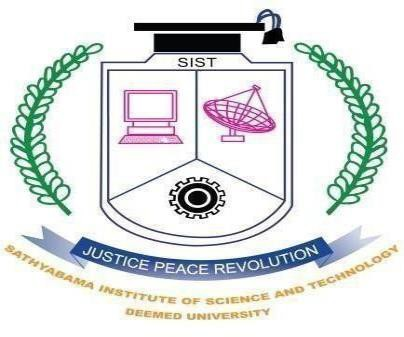 SIST
JUSTICE PEACE REVOLUTION
SATHYABAMA INSTITUTE OF SCIENCE AND TECHNOLOGY
DEEMED UNIVERSITY